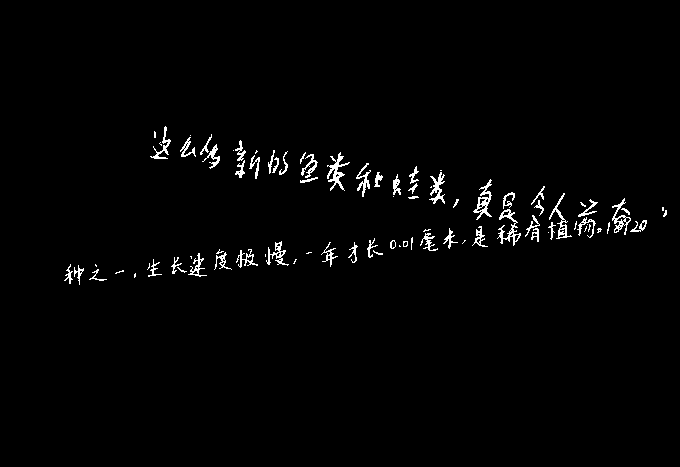 这么多新的鱼类和蛙类，真是令人兴奋
种之一，生长速度极慢，一年才长0.01毫米，是稀有植物。